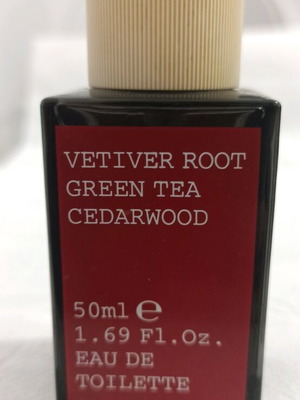 VETIVER ROOT
GREEN TEA
CEDARWOOD
50ml ℮
1.69 Fl.Oz.
EAU DE
TOILETTE